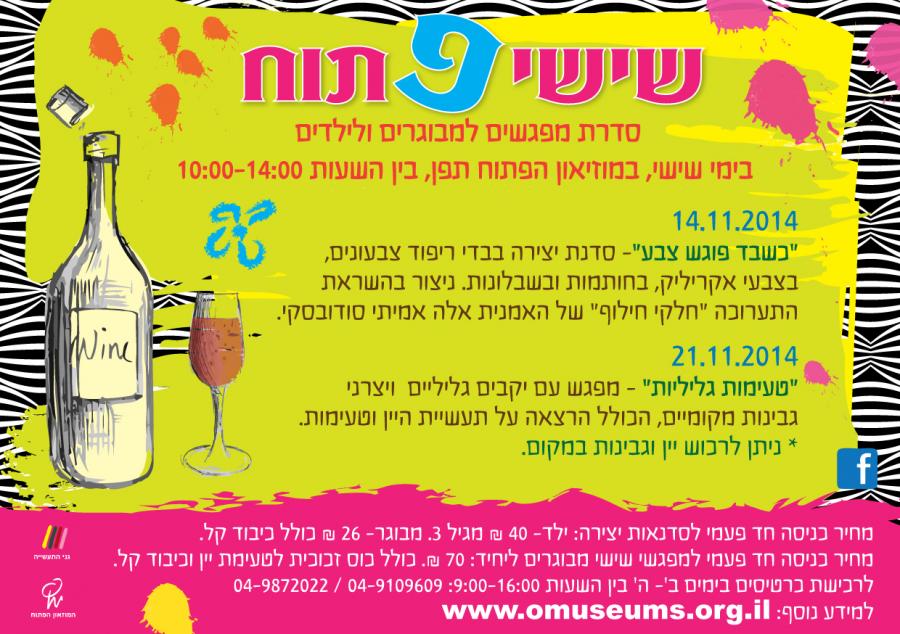 שישי פתוח
סדרת מפגשים למבוגרים ולילדים
בימי שישי, במוזיאון הפתוח תפן, בין השעות 10:00-14:00
14.11.2014
"כשבד פוגש צבע"- סדנת יצירה בבדי ריפוד צבעונים,
בצבעי אקריליק, בחותמות ובשבלונות. ניצור בהשראת
התערוכה "חלקי חילוף" של האמנית אלה אמיתי סודובסקי.
21.11.2014
"טעימות גליליות" - מפגש עם יקבים גליליים ויצרני
גבינות מקומיים, הכולל הרצאה על תעשיית היין וטעימות.
* ניתן לרכוש יין וגבינות במקום.
Wine
f
מחיר כניסה חד פעמי לסדנאות יצירה: ילד- 40 ₪ מגיל 3. מבוגר- 26 ₪ כולל כיבוד קל.
מחיר כניסה חד פעמי למפגשי שישי מבוגרים ליחיד: 70 ₪. כולל כוס זכוכית לטעימת יין וכיבוד קל.
לרכישת כרטיסים בימים ב'- ה' בין השעות 9:00-16:00: 04-9109609 / 04-9872022
למידע נוסף: www.omuseums.org.il
גני התעשייה
המוזאון הפתוח